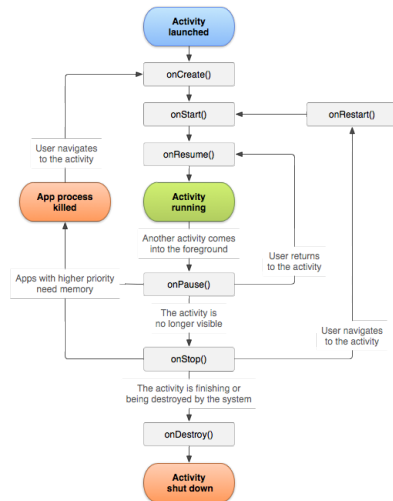 Activity
launched
onCreate()
onStart()
onRestart()
User navigates
to the activity
onResume()
App process
killed
Activity
running
Another activity comes
into the foreground
User returns
to the activity
Apps with higher priority
need memory
onPause()
The activity is
no longer visible
User navigates
to the activity
onStop()
The activity is finishing or
being destroyed by the system
onDestroy()
Activity
shut down